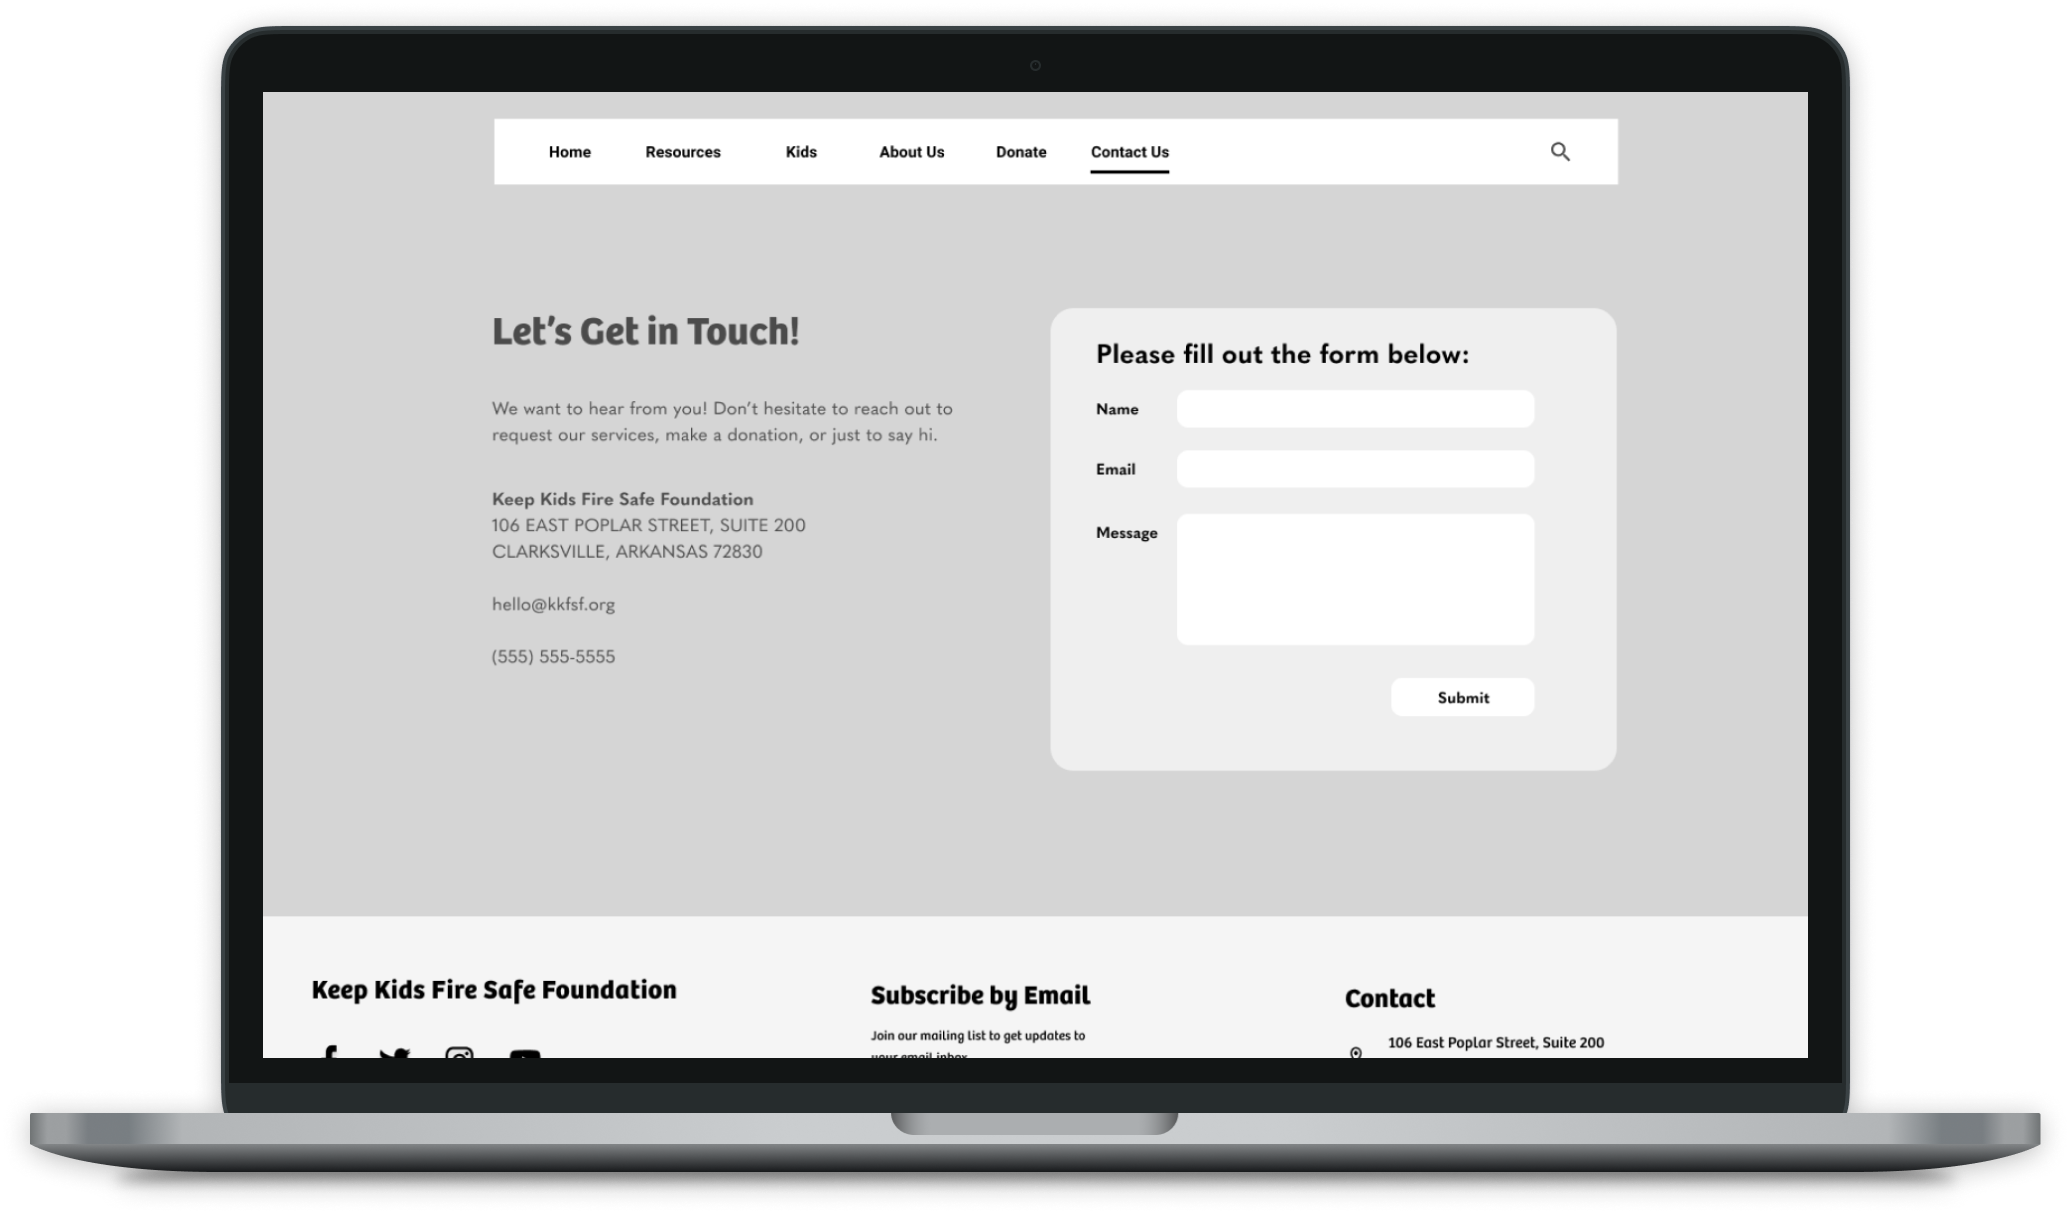 Home Resources Kids About Us Donate Contact Us
Let's Get in Touch!
We want to hear from you! Don't hesitate to reach out to
request our services, make a donation, or just to say hi.
Keep Kids Fire Safe Foundation
106 EAST POPLAR STREET, SUITE 200
CLARKSVILLE, ARKANSAS 72830
hello@kkfsf.org
(555) 555-5555
Please fill out the form below:
Name
Email
Message
Submit
Keep Kids Fire Safe Foundation
Subscribe by Email
Join our mailing list to get updates to
your email inbox
Contact
106 East Poplar Street, Suite 200